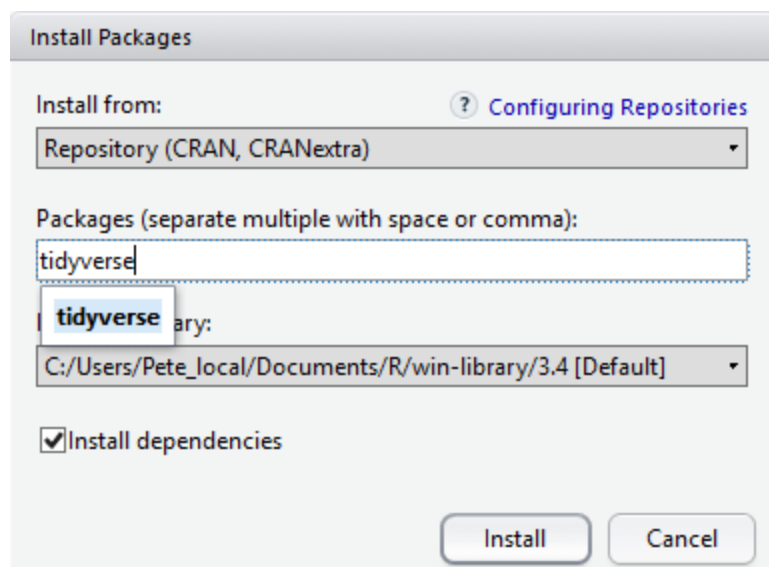 Install Packages
Install from:
? Configuring Repositories
Repository (CRAN, CRANextra)
Packages (separate multiple with space or comma):
tidyverse
tidyverse
ary:
C:/Users/Pete_local/Documents/R/win-library/3.4 [Default]
Install dependencies
Install
Cancel